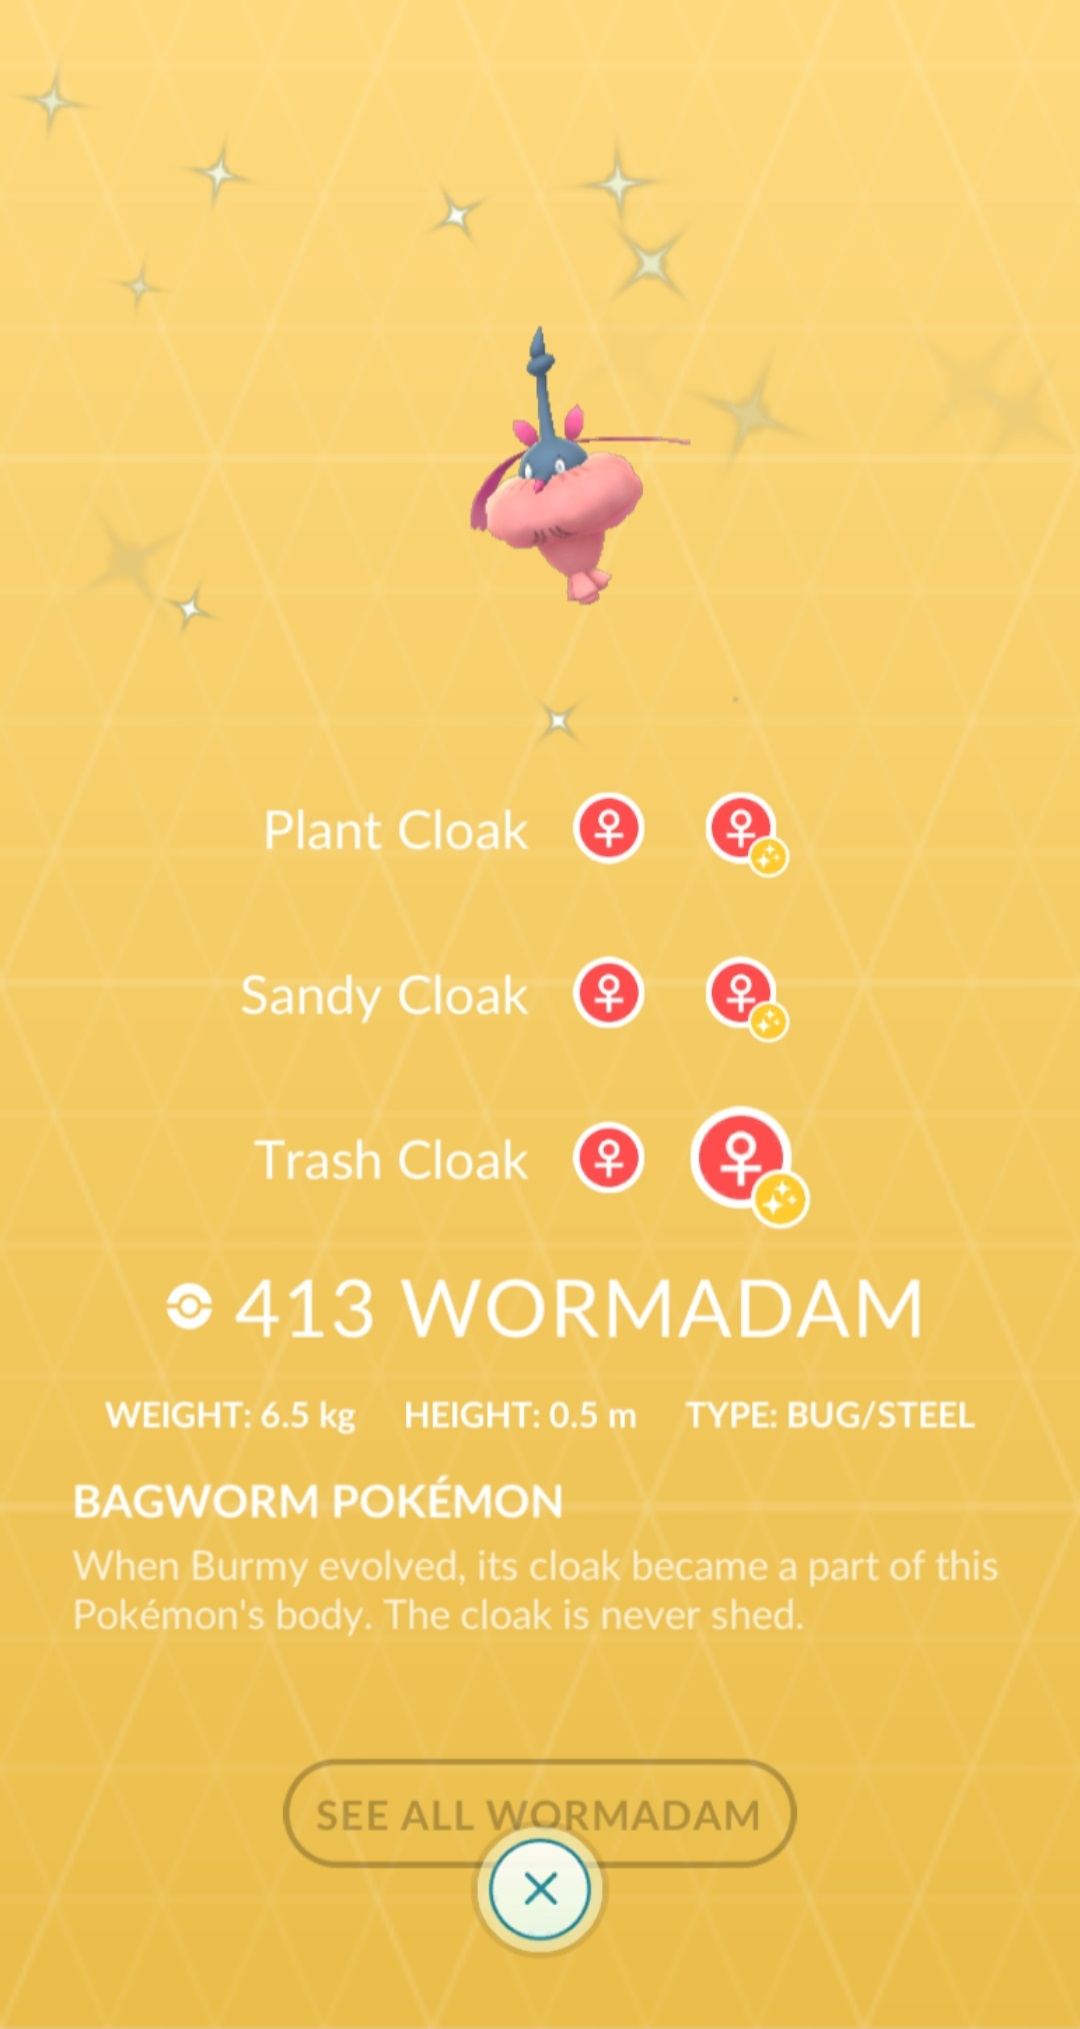 Plant Cloak
Sandy Cloak
Trash Cloak
413 WORMADAM
WEIGHT: 6.5 kg HEIGHT: 0.5 m TYPE: BUG/STEEL
BAGWORM POKÉMON
When Burmy evolved, its cloak became a part of this
Pokémon's body. The cloak is never shed.
SEE ALL WORMADAM